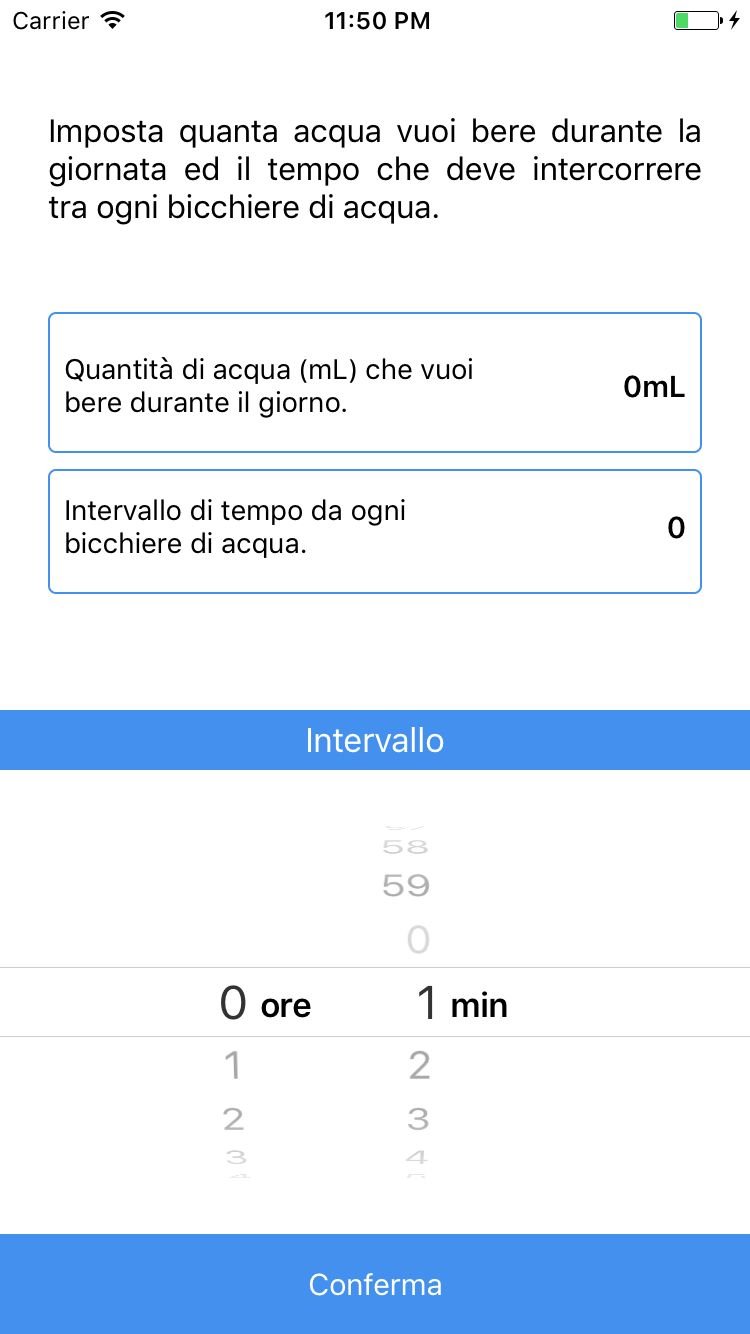 Carrier 11:50 PM
Imposta quanta acqua vuoi bere durante la
giornata ed il tempo che deve intercorrere
tra ogni bicchiere di acqua.
Quantità di acqua (mL) che vuoi
bere durante il giorno.
0mL
Intervallo di tempo da ogni
bicchiere di acqua.
0
Intervallo
58
59
0
0 ore 1 min
1 2
2 3
3 4
Conferma